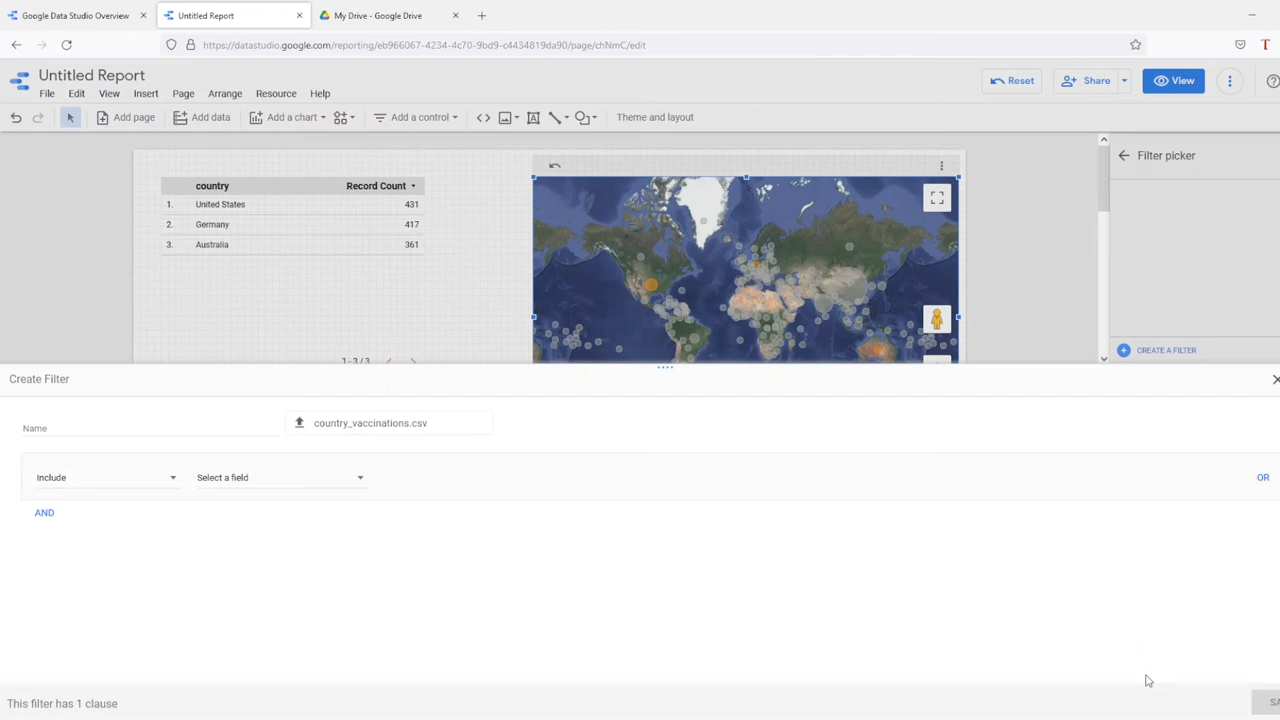 Google Data Studio Overview
Untitled Report
My Drive - Google Drive
https://datastudio.google.com/reporting/eb966067-4234-4c70-9bd9-c4434819da90/page/chNmC/edit
Untitled Report
Reset
Share
View
File Edit View Insert Page Arrange Resource Help
Add page
Add data
Add a chart
Add a control
Theme and layout
Filter picker
country Record Count
1. United States 431
2. Germany 417
3. Australia 361
1 - 3 / 3
CREATE A FILTER
Create Filter
Name
country_vaccinations.csv
Include
Select a field
OR
AND
This filter has 1 clause